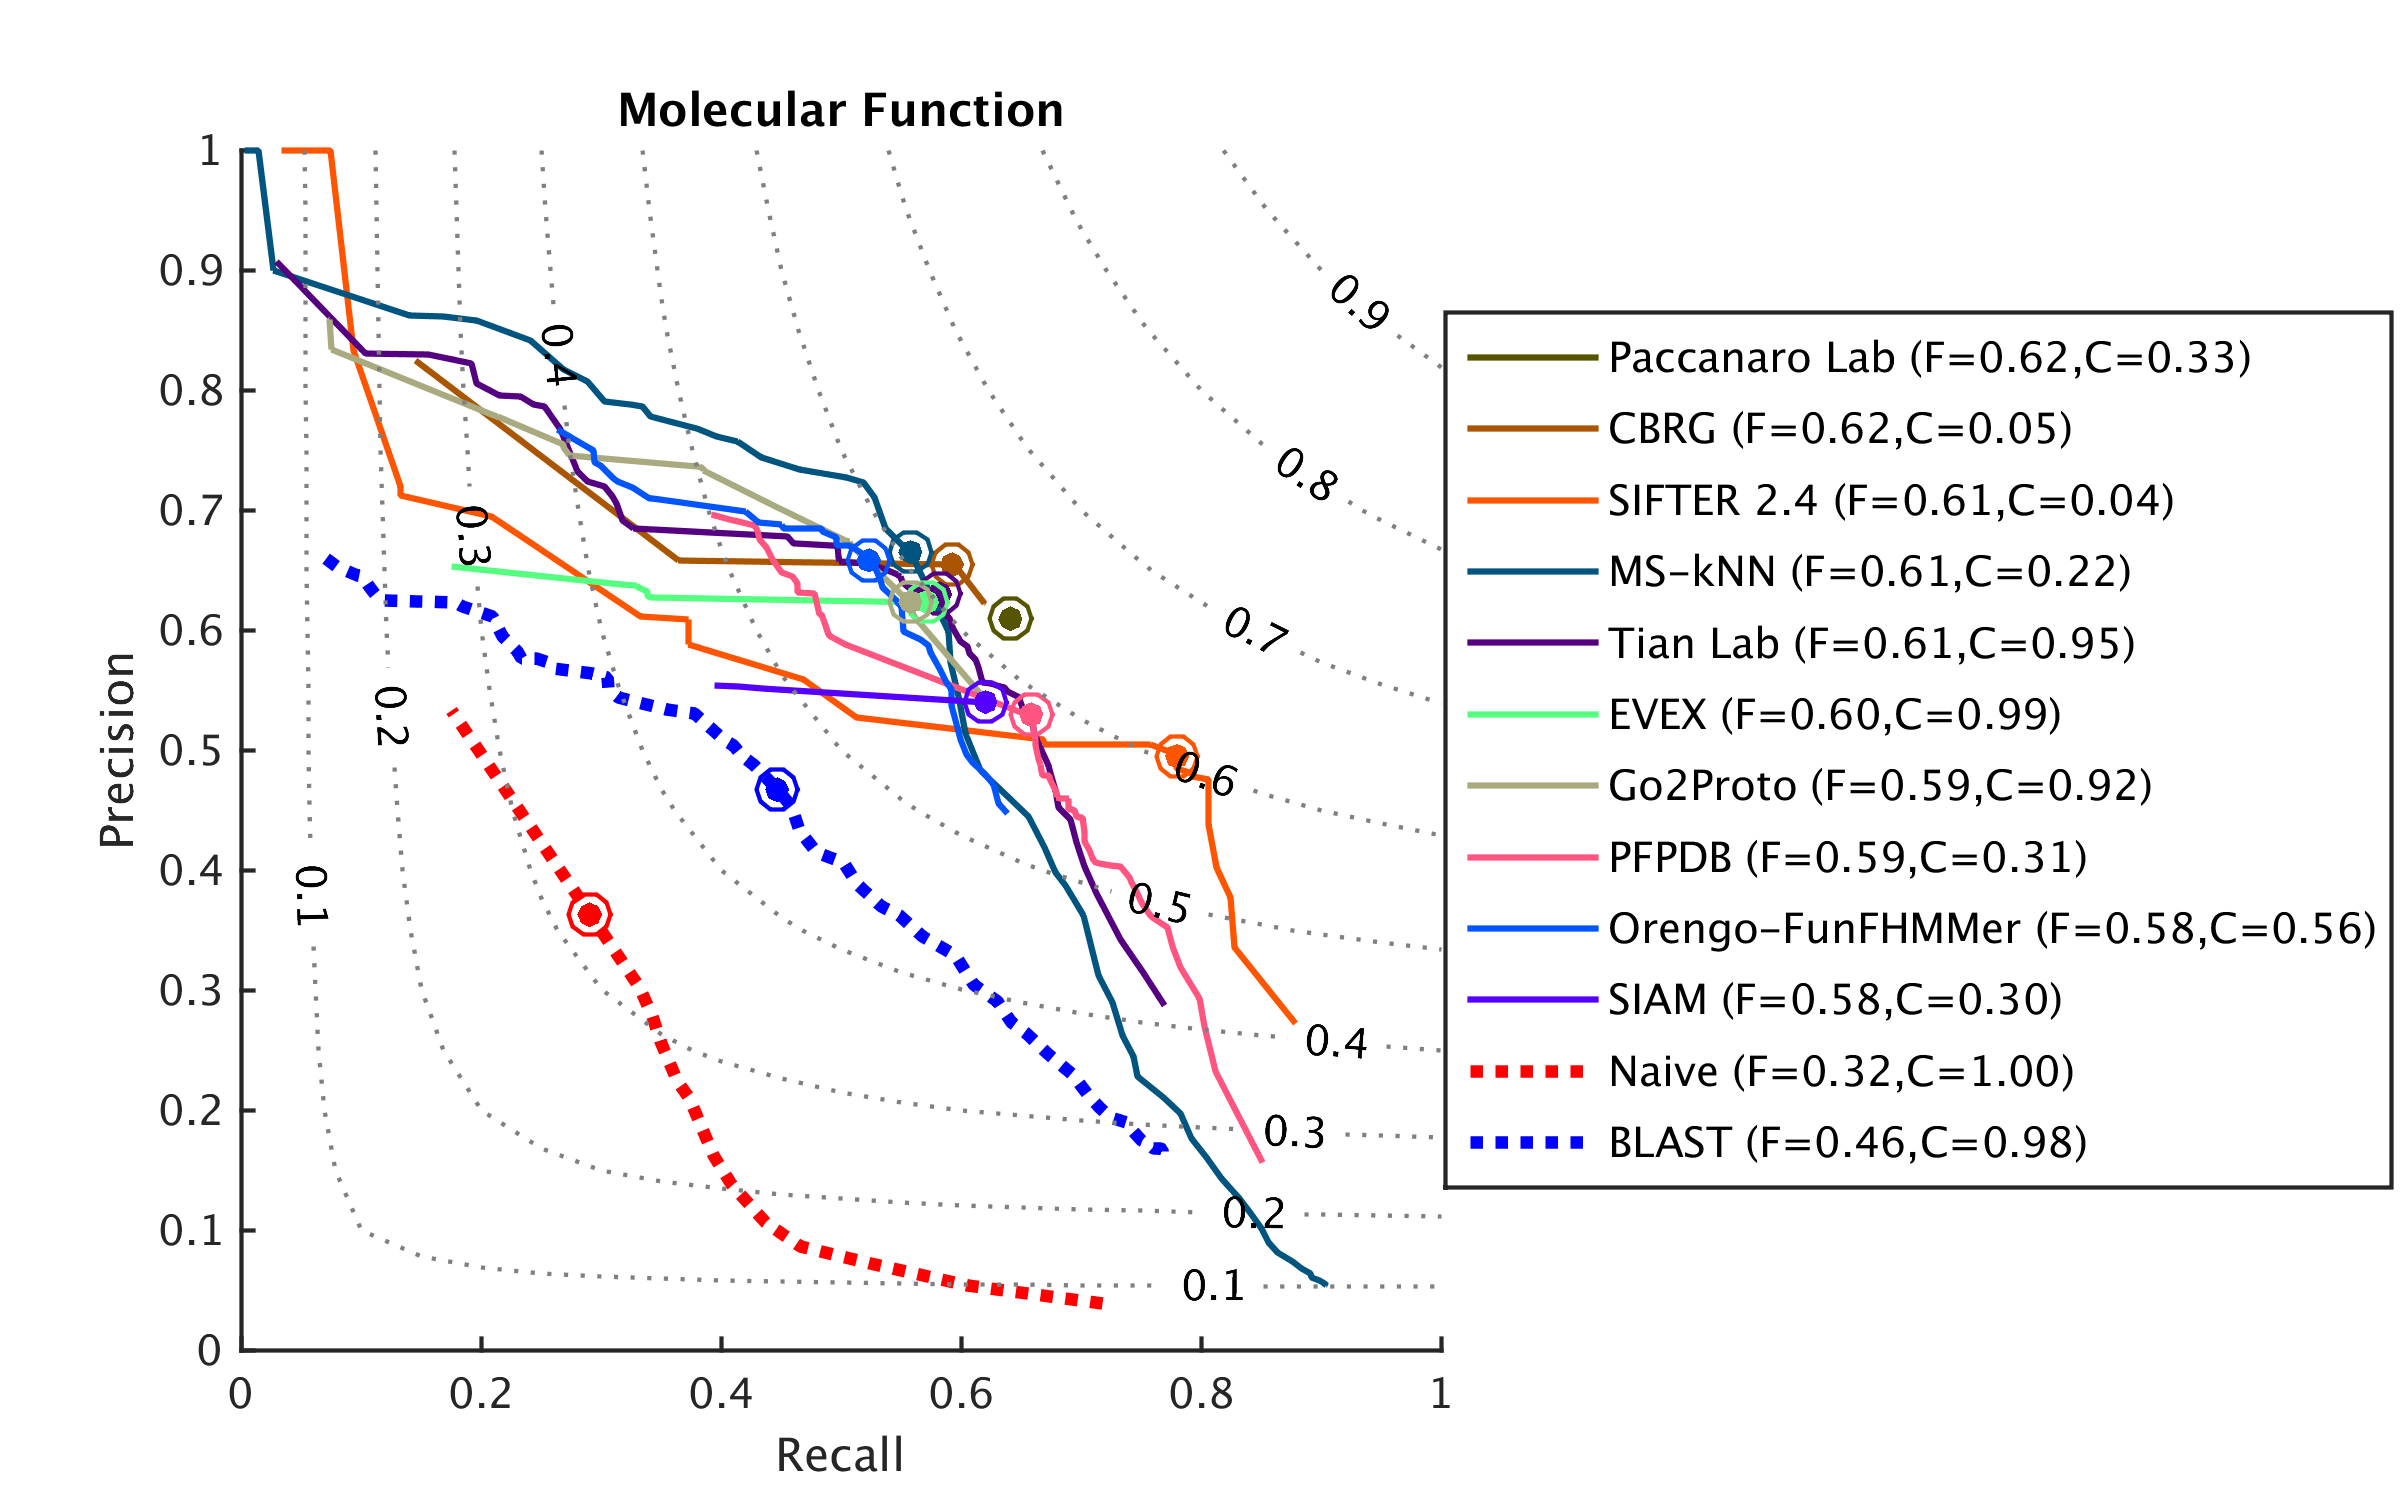 Molecular Function
1
0.9
0.8
0.7
0.6
0.5
0.4
0.3
0.2
0.1
0
Precision
0
0.2
0.4
0.6
0.8
1
Recall
0.9
0.8
0.7
0.6
0.5
0.4
0.3
0.2
0.1
0.4
0.3
0.2
0.1
Paccanaro Lab (F=0.62,C=0.33)
CBRG (F=0.62,C=0.05)
SIFTER 2.4 (F=0.61,C=0.04)
MS-kNN (F=0.61,C=0.22)
Tian Lab (F=0.61,C=0.95)
EVEX (F=0.60,C=0.99)
Go2Proto (F=0.59,C=0.92)
PFPDB (F=0.59,C=0.31)
Orengo-FunFHMMer (F=0.58,C=0.56)
SIAM (F=0.58,C=0.30)
Naive (F=0.32,C=1.00)
BLAST (F=0.46,C=0.98)